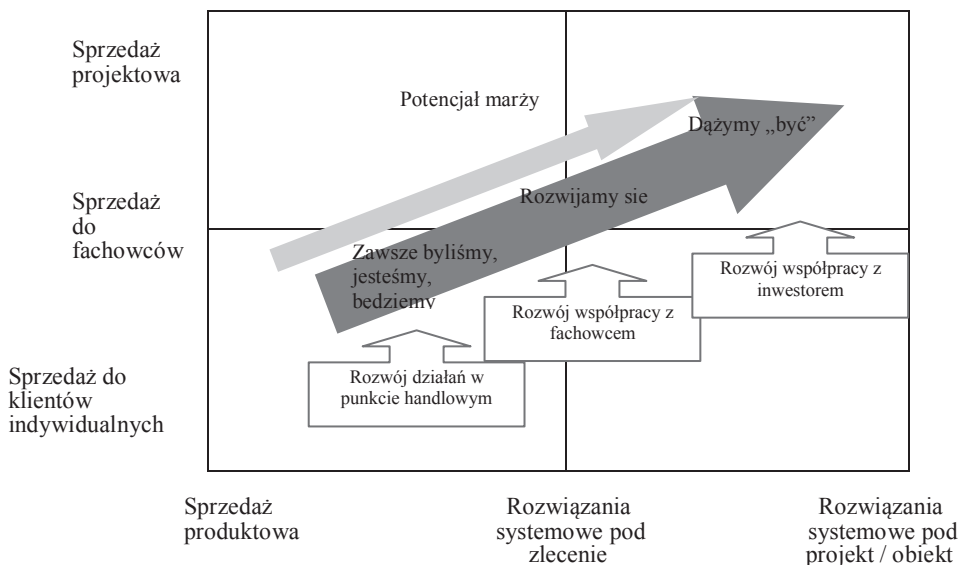 Sprzedaż
projektowa
Potencjał marży
Dążymy „być”
Sprzedaż
do
fachowców
Rozwijamy sie
Zawsze byliśmy,
jesteśmy,
bedziemy
Rozwój współpracy z
inwestorem
Rozwój współpracy z
fachowcem
Sprzedaż do
klientów
indywidualnych
Rozwój działań w
punkcie handlowym
Sprzedaż
produktowa
Rozwiązania
systemowe pod
zlecenie
Rozwiązania
systemowe pod
projekt / obiekt